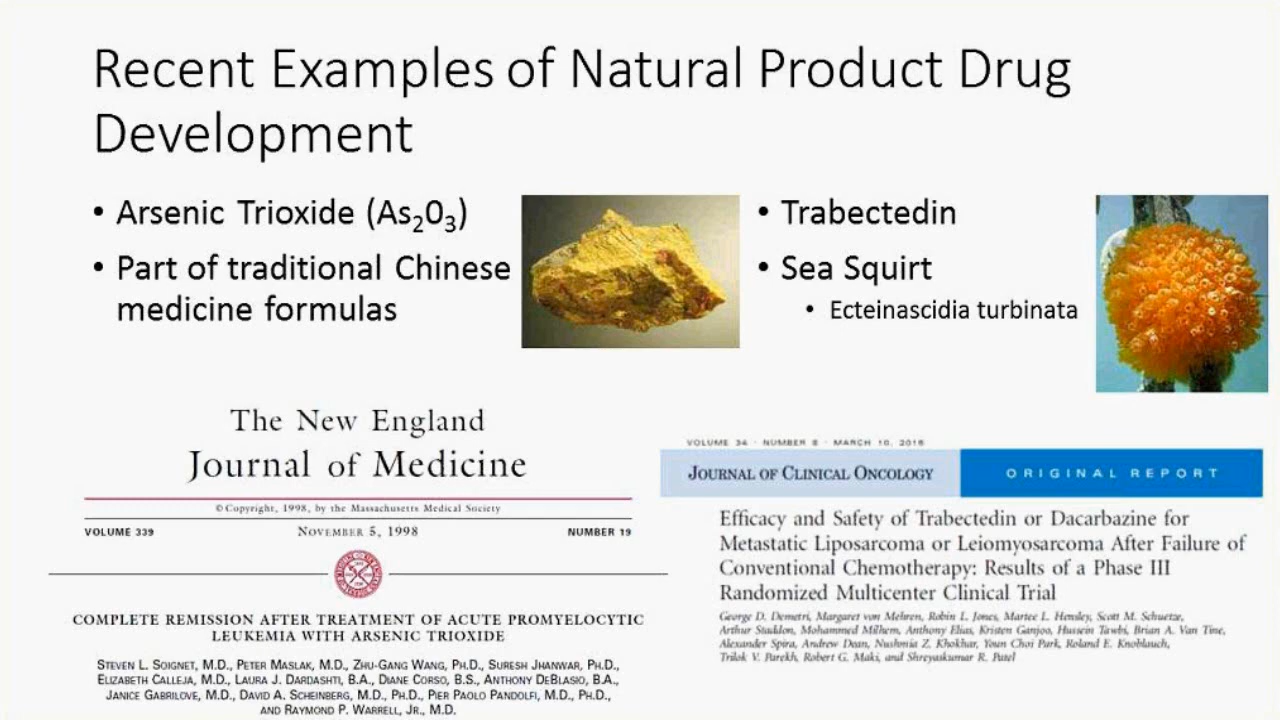 Recent Examples of Natural Product Drug
Development
• Arsenic Trioxide (As₂0₃)
• Part of traditional Chinese
medicine formulas
• Trabectedin
• Sea Squirt
• Ecteinascidia turbinata
The New England
Journal of Medicine
© Copyright, 1998, by the Massachusetts Medical Society
VOLUME 339 NOVEMBER 5, 1998 NUMBER 19
COMPLETE REMISSION AFTER TREATMENT OF ACUTE PROMYELOCYTIC
LEUKEMIA WITH ARSENIC TRIOXIDE
STEVEN L. SOIGNET, M.D., PETER MASLAK, M.D., ZHU-GANG WANG, PH.D., SURESH JHANWAR, PH.D.,
ELIZABETH CALLEJA, M.D., LAURA J. DARDASHTI, B.A., DIANE CORSO, B.S., ANTHONY DEBLASIO, B.A.,
JANICE GABRILOVE, M.D., DAVID A. SCHEINBERG, M.D., PH.D., PIER PAOLO PANDOLFI, M.D., PH.D.,
AND RAYMOND P. WARRELL, JR., M.D.
VOLUME 34 · NUMBER 8 · MARCH 10, 2016
JOURNAL OF CLINICAL ONCOLOGY ORIGINAL REPORT
Efficacy and Safety of Trabectedin or Dacarbazine for
Metastatic Liposarcoma or Leiomyosarcoma After Failure of
Conventional Chemotherapy: Results of a Phase III
Randomized Multicenter Clinical Trial
George D. Demetri, Margaret von Mehren, Robin L. Jones, Martee L. Hensley, Scott M. Schuetze,
Arthur Staddon, Mohammed Milhem, Anthony Elias, Kristen Ganjoo, Hussein Tawbi, Brian A. Van Tine,
Alexander Spira, Andrew Dean, Nushmia Z. Khokhar, Youn Choi Park, Roland E. Knoblauch,
Trilok V. Parekh, Robert G. Maki, and Shreyaskumar R. Patel